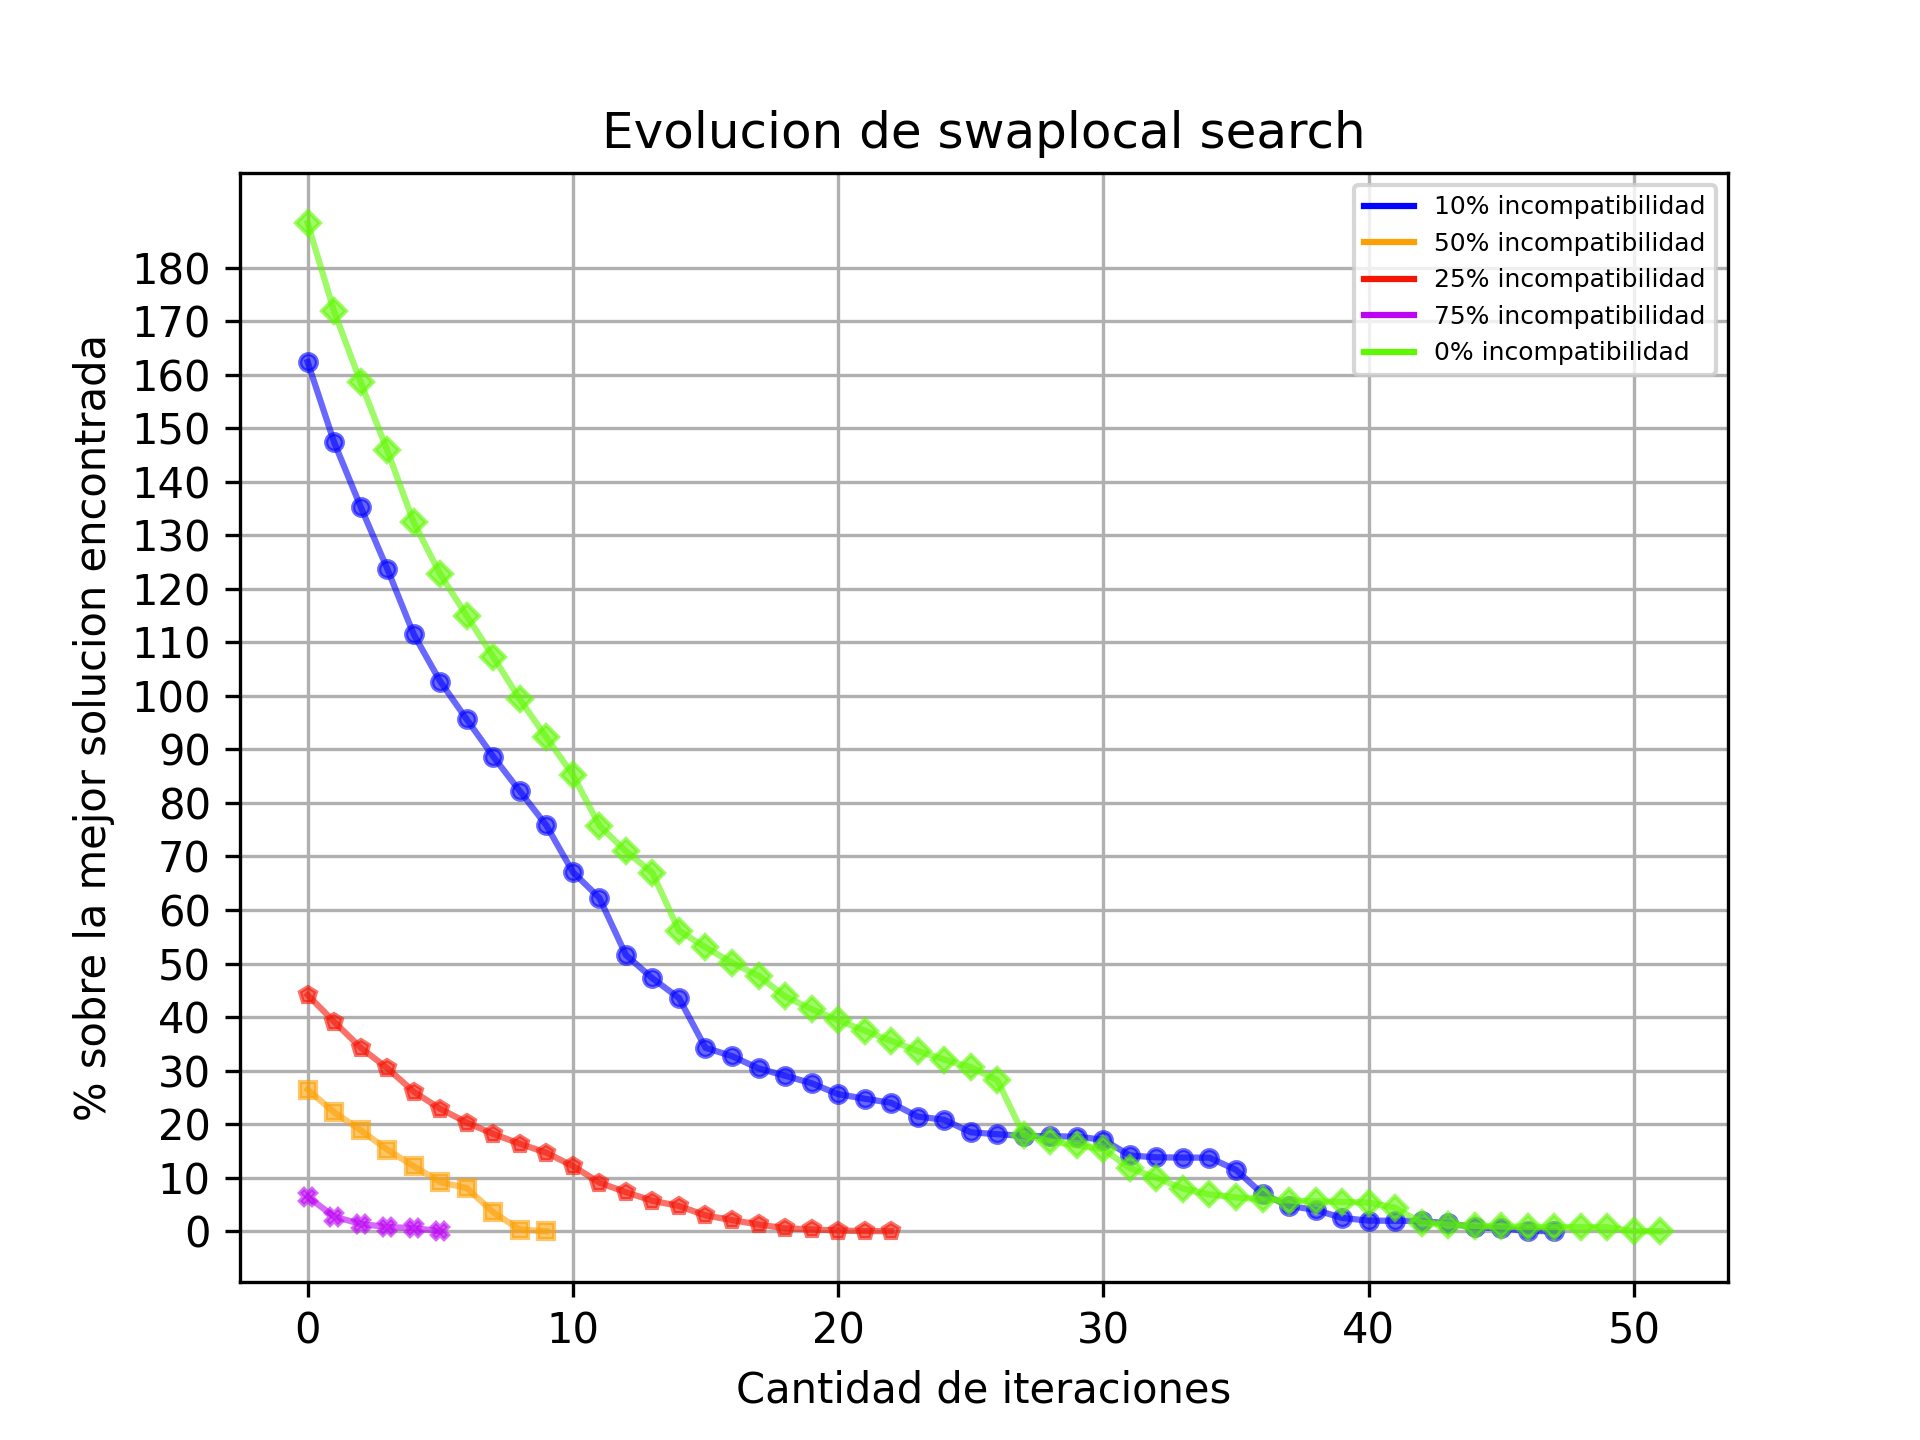 Evolucion de swaplocal search
10% incompatibilidad
50% incompatibilidad
25% incompatibilidad
75% incompatibilidad
0% incompatibilidad
% sobre la mejor solucion encontrada
180
170
160
150
140
130
120
110
100
90
80
70
60
50
40
30
20
10
0
0 10 20 30 40 50
Cantidad de iteraciones